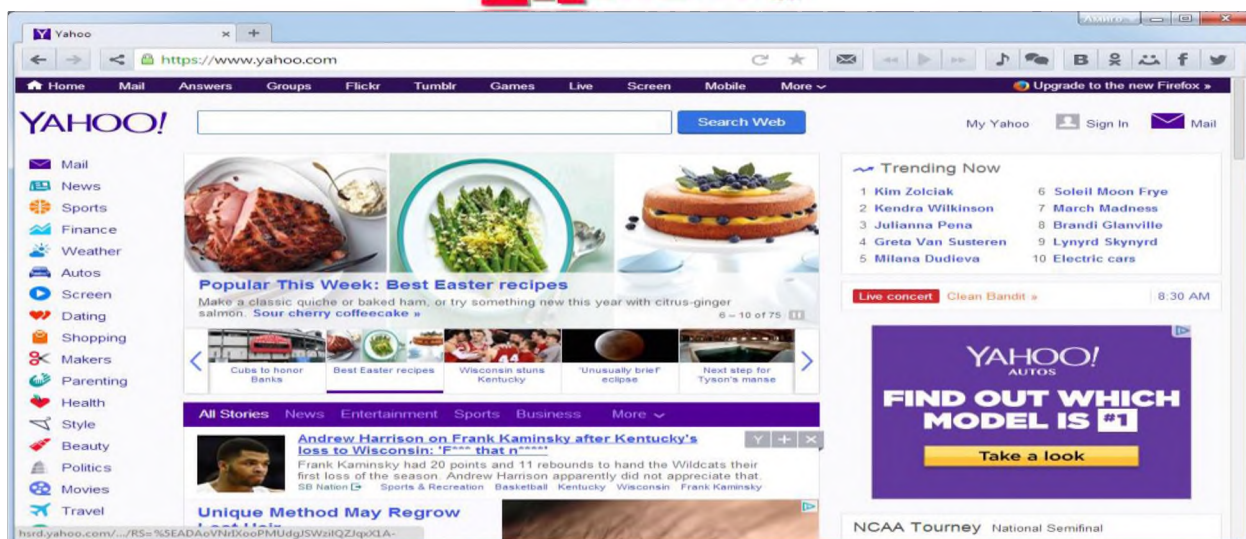 Амиго
Yahoo
https://www.yahoo.com
Home Mail Answers Groups Flickr Tumblr Games Live Screen Mobile More
Upgrade to the new Firefox »
YAHOO!
Search Web
My Yahoo Sign In Mail
Mail
News
Sports
Finance
Weather
Autos
Screen
Dating
Shopping
Makers
Parenting
Health
Style
Beauty
Politics
Movies
Travel
Popular This Week: Best Easter recipes
Make a classic quiche or baked ham, or try something new this year with citrus-ginger
salmon. Sour cherry coffeecake »
6 – 10 of 75
Cubs to honor
Banks
Best Easter recipes
Wisconsin stuns
Kentucky
'Unusually brief'
eclipse
Next step for
Tyson's manse
All Stories News Entertainment Sports Business More
Andrew Harrison on Frank Kaminsky after Kentucky's
loss to Wisconsin: 'F*** that n****'
Frank Kaminsky had 20 points and 11 rebounds to hand the Wildcats their
first loss of the season. Andrew Harrison apparently did not appreciate that.
SB Nation Sports & Recreation Basketball Kentucky Wisconsin Frank Kaminsky
Unique Method May Regrow
Trending Now
1 Kim Zolciak
2 Kendra Wilkinson
3 Julianna Pena
4 Greta Van Susteren
5 Milana Dudieva
6 Soleil Moon Frye
7 March Madness
8 Brandi Glanville
9 Lynyrd Skynyrd
10 Electric cars
Live concert Clean Bandit » 8:30 AM
YAHOO!
AUTOS
FIND OUT WHICH
MODEL IS #1
Take a look
NCAA Tourney National Semifinal